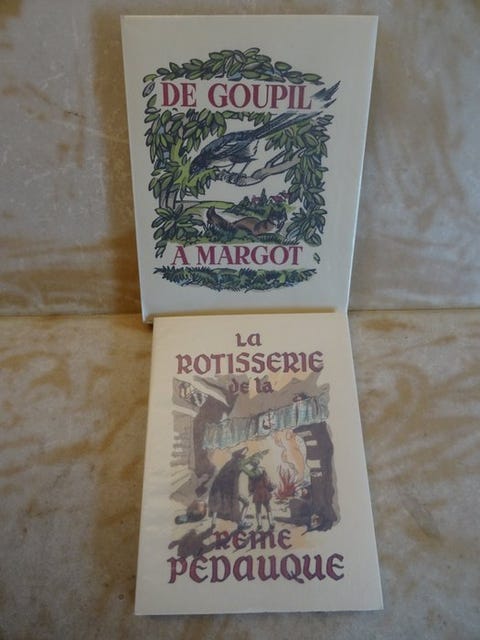 DE GOUPIL
A MARGOT
La
ROTISSERIE
de la
REINE
PÉDAUQUE